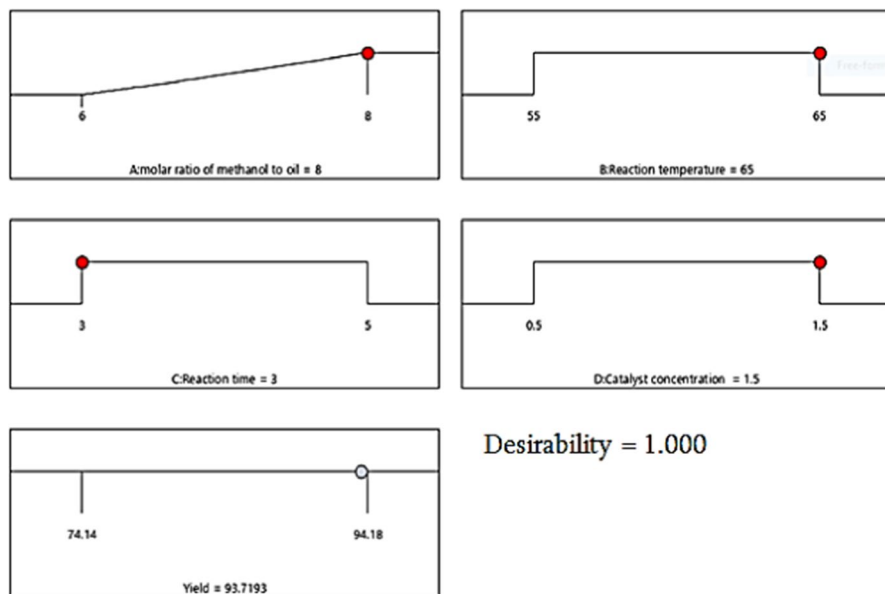 6 8
A:molar ratio of methanol to oil = 8
55 65
B:Reaction temperature = 65
3 5
C:Reaction time = 3
0.5 1.5
D:Catalyst concentration = 1.5
74.14 94.18
Yield = 93.7193
Desirability = 1.000